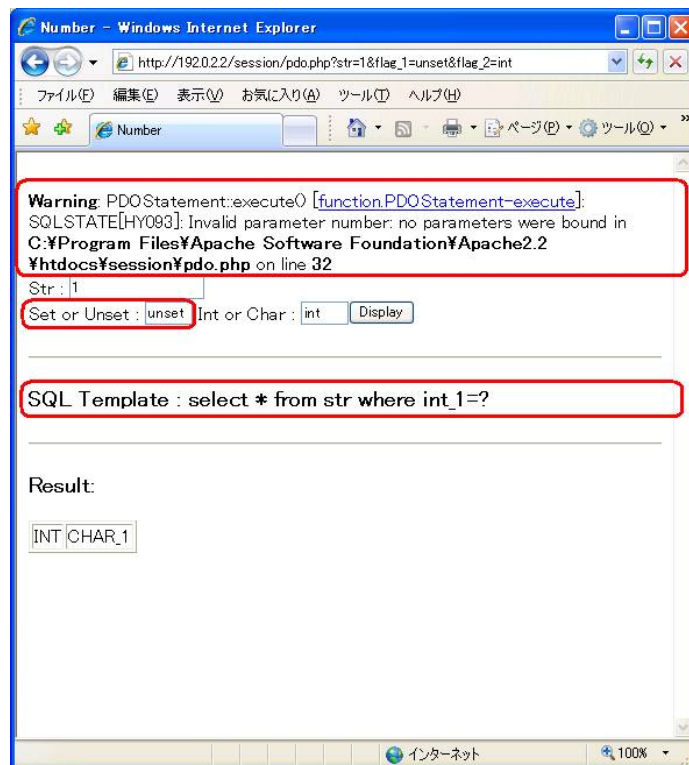 Number - Windows Internet Explorer
http://192.0.2.2/session/pdo.php?str=1&flag_1=unset&flag_2=int
ファイル(F) 編集(E) 表示(V) お気に入り(A) ツール(T) ヘルプ(H)
Number ページ(P) ツール(O) »
Warning: PDOStatement::execute() [function.PDOStatement-execute]:
SQLSTATE[HY093]: Invalid parameter number: no parameters were bound in
C:¥Program Files¥Apache Software Foundation¥Apache2.2
¥htdocs¥session¥pdo.php on line 32
Str : 1
Set or Unset : unset Int or Char : int Display
SQL Template : select * from str where int_1=?
Result:
INT CHAR_1
インターネット 100%